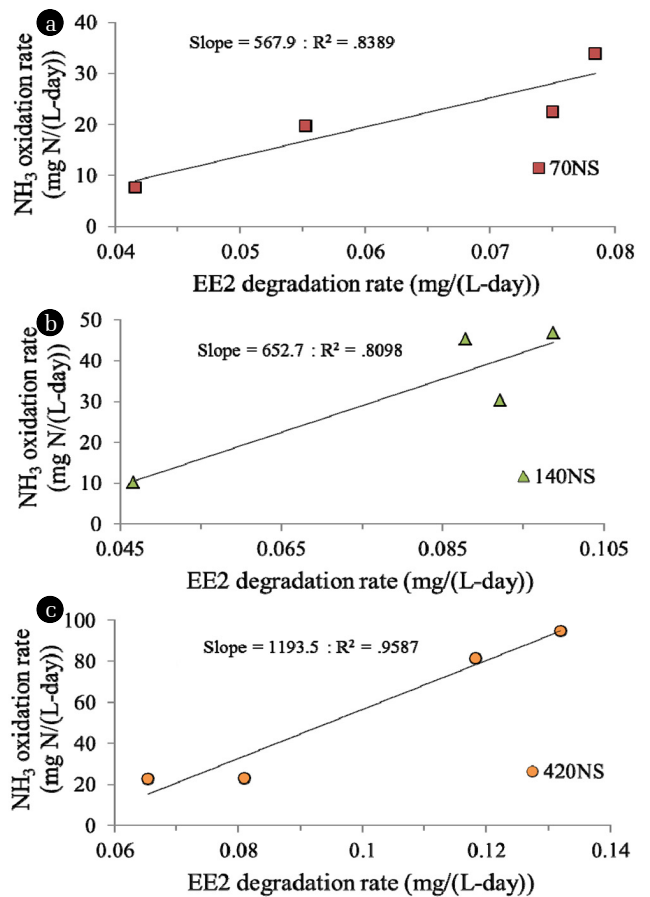 a
NH₃ oxidation rate
(mg N/(L-day))
40
30
20
10
0
Slope = 567.9 : R² = .8389
70NS
0.04 0.05 0.06 0.07 0.08
EE2 degradation rate (mg/(L-day))
b
NH₃ oxidation rate
(mg N/(L-day))
50
40
30
20
10
0
Slope = 652.7 : R² = .8098
140NS
0.045 0.065 0.085 0.105
EE2 degradation rate (mg/(L-day))
c
NH₃ oxidation rate
(mg N/(L-day))
100
80
60
40
20
0
Slope = 1193.5 : R² = .9587
420NS
0.06 0.08 0.1 0.12 0.14
EE2 degradation rate (mg/(L-day))